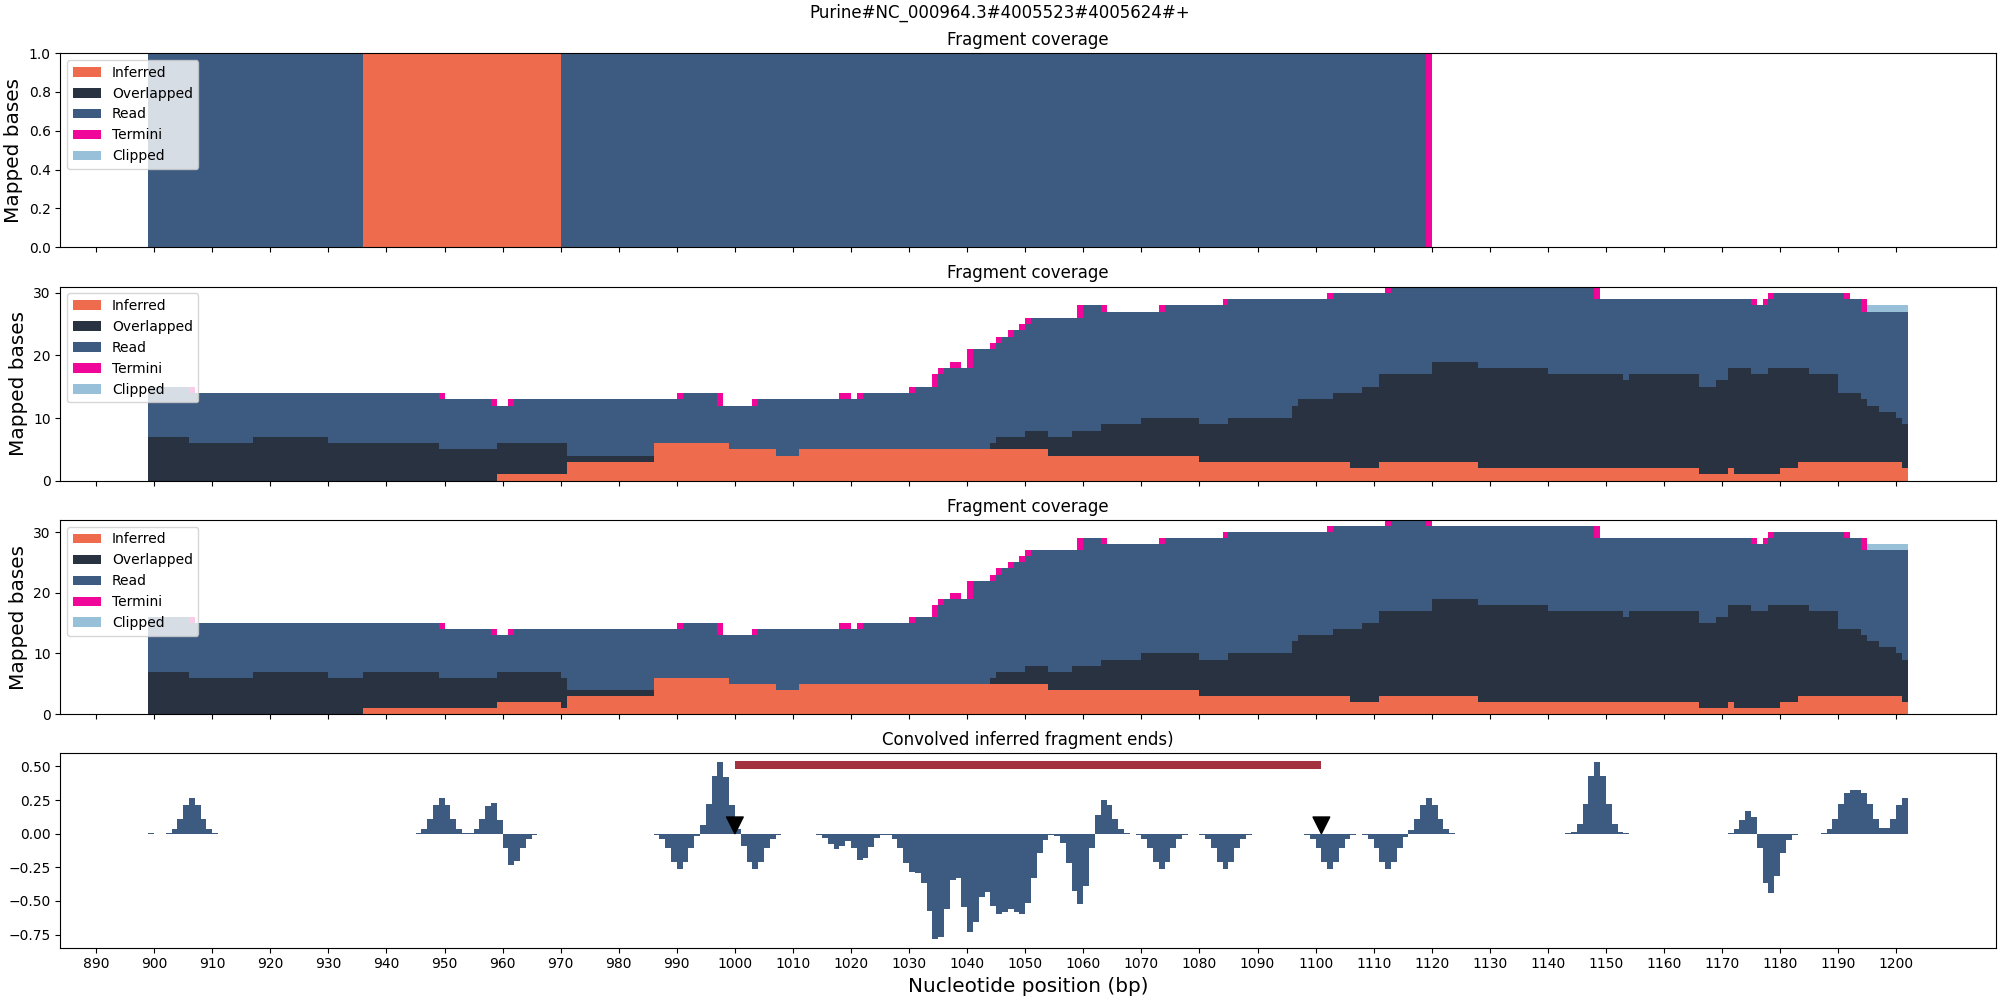 Purine#NC_000964.3#4005523#4005624#+
Fragment coverage
Mapped bases
1.0
0.8
0.6
0.4
0.2
0.0
Inferred
Overlapped
Read
Termini
Clipped
Fragment coverage
Mapped bases
30
20
10
0
Inferred
Overlapped
Read
Termini
Clipped
Fragment coverage
Mapped bases
30
20
10
0
Inferred
Overlapped
Read
Termini
Clipped
Convolved inferred fragment ends)
0.50
0.25
0.00
−0.25
−0.50
−0.75
890 900 910 920 930 940 950 960 970 980 990 1000 1010 1020 1030 1040 1050 1060 1070 1080 1090 1100 1110 1120 1130 1140 1150 1160 1170 1180 1190 1200
Nucleotide position (bp)